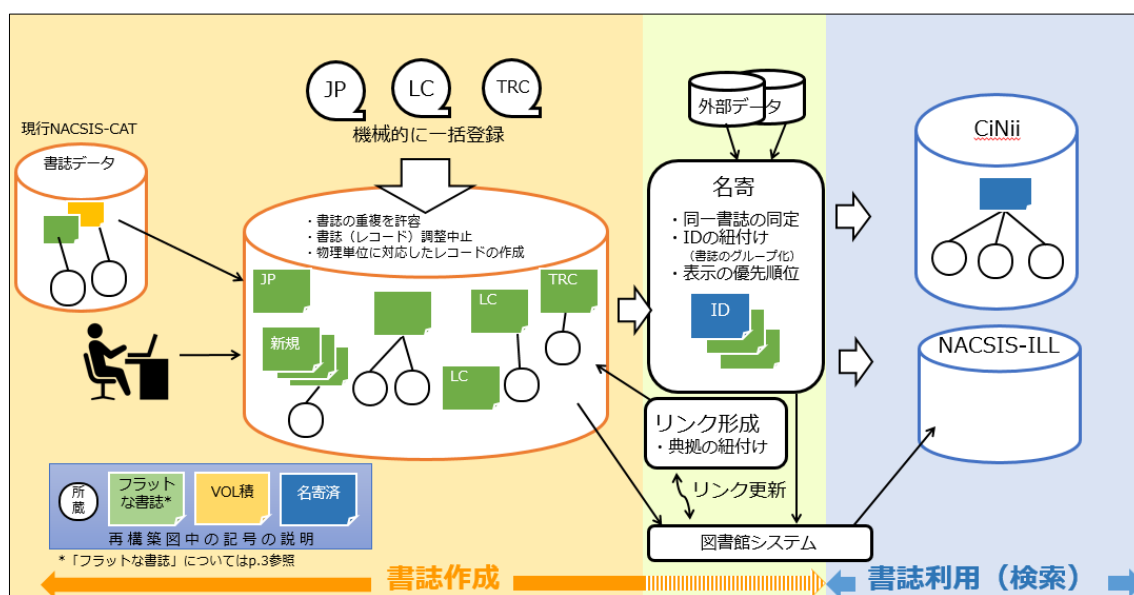 JP
LC
TRC
機械的に一括登録
現行NACSIS-CAT
書誌データ
・書誌の重複を許容
・書誌（レコード）調整中止
・物理単位に対応したレコードの作成
JP
新規
LC
LC
TRC
外部データ
名寄
・同一書誌の同定
・IDの紐付け
（書誌のグループ化）
・表示の優先順位
ID
リンク形成
・典拠の紐付け
リンク更新
図書館システム
CiNii
NACSIS-ILL
所
蔵
フラット
な書誌*
VOL積
名寄済
再構築図中の記号の説明
*「フラットな書誌」についてはp.3参照
書誌作成
書誌利用（検索）